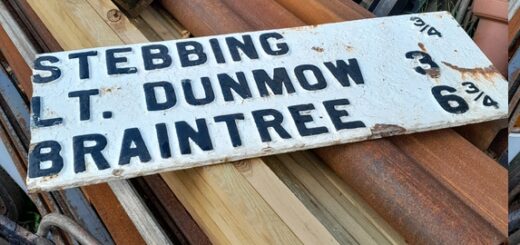 STEBBING 3/4
LT. DUNMOW 3
BRAINTREE 6 3/4